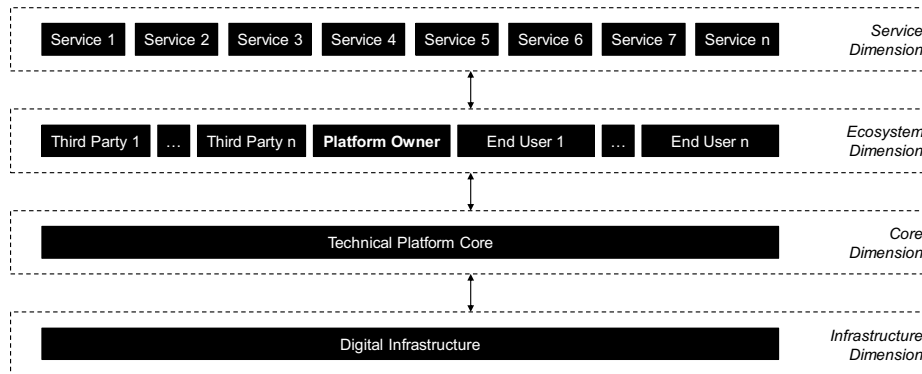 Service 1 Service 2 Service 3 Service 4 Service 5 Service 6 Service 7 Service n
Service
Dimension
Third Party 1 ... Third Party n Platform Owner End User 1 ... End User n
Ecosystem
Dimension
Technical Platform Core
Core
Dimension
Digital Infrastructure
Infrastructure
Dimension